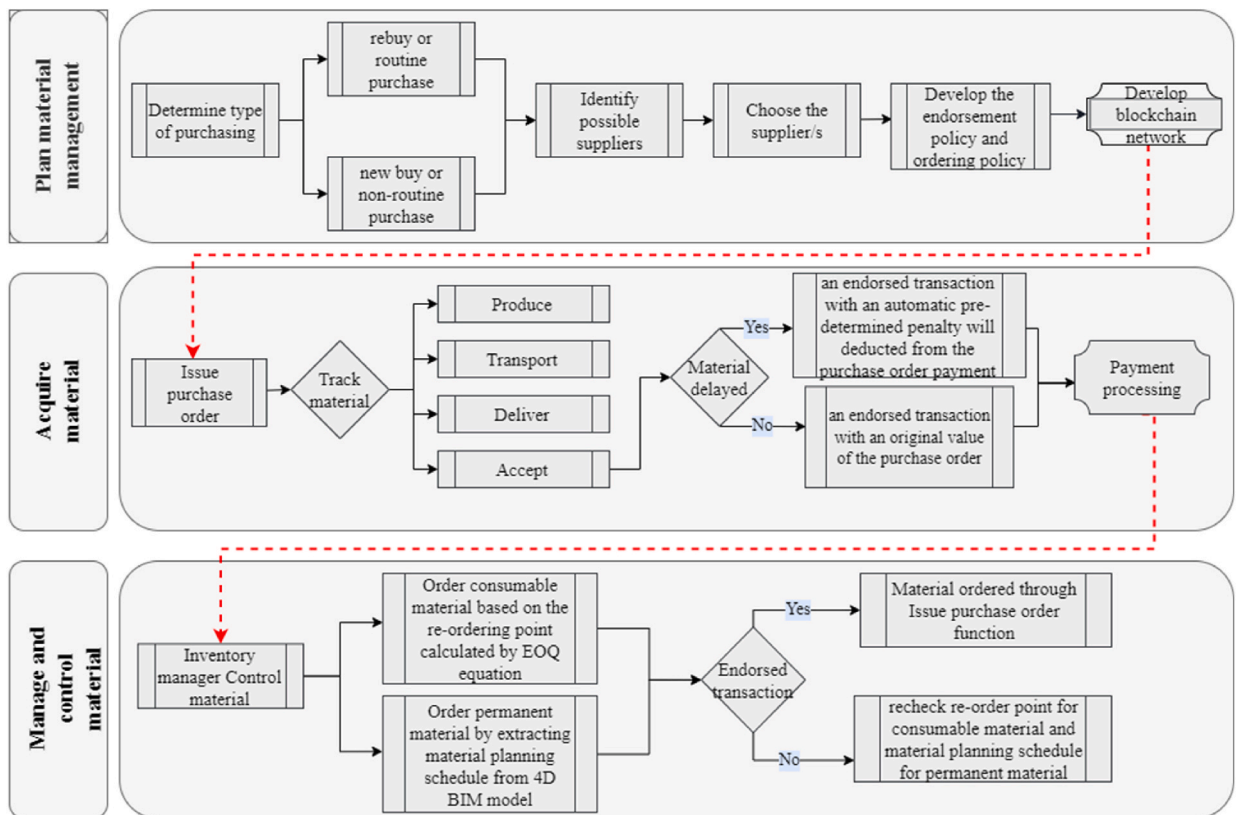 Plan material
management
Determine type
of purchasing
rebuy or
routine
purchase
new buy or
non-routine
purchase
Identify
possible
suppliers
Choose the
supplier/s
Develop the
endorsement
policy and
ordering policy
Develop
blockchain
network
Acquire
material
Issue
purchase
order
Track
material
Produce
Transport
Deliver
Accept
Material
delayed
Yes
No
an endorsed transaction
with an automatic pre-
determined penalty will
deducted from the
purchase order payment
an endorsed transaction
with an original value
of the purchase order
Payment
processing
Manage and
control
material
Inventory
manager Control
material
Order consumable
material based on the
re-ordering point
calculated by EOQ
equation
Order permanent
material by extracting
material planning
schedule from 4D
BIM model
Endorsed
transaction
Yes
No
Material ordered through
Issue purchase order
function
recheck re-order point for
consumable material and
material planning schedule
for permanent material